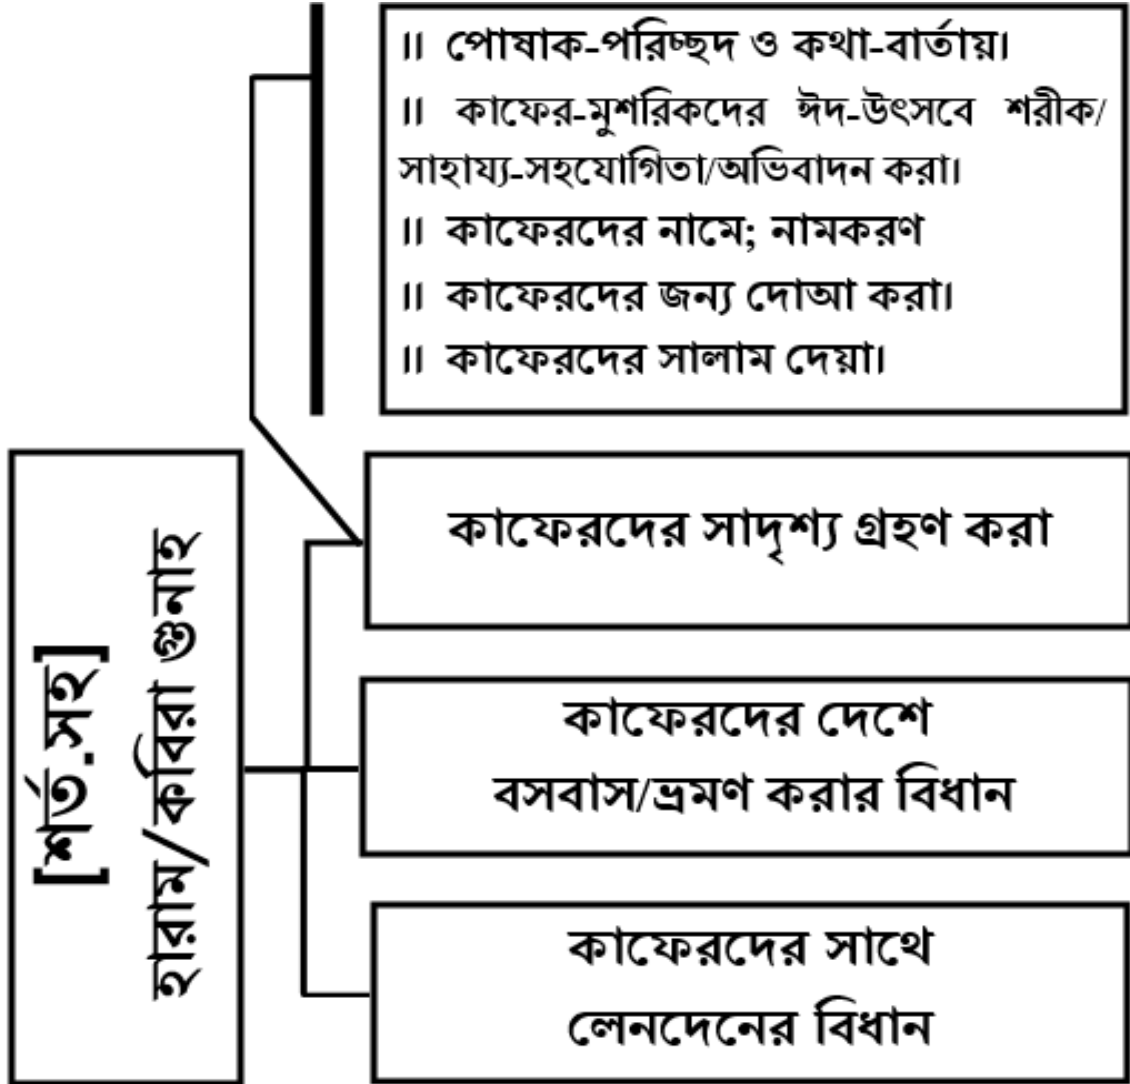 ॥ পোষাক-পরিচ্ছদ ও কথা-বার্তায়।
॥ কাফের-মুশরিকদের ঈদ-উৎসবে শরীক/
সাহায্য-সহযোগিতা/অভিবাদন করা।
॥ কাফেরদের নামে; নামকরণ
॥ কাফেরদের জন্য দোআ করা।
॥ কাফেরদের সালাম দেয়া।
[শর্ত.সহ]
হারাম/কবিরা গুনাহ
কাফেরদের সাদৃশ্য গ্রহণ করা
কাফেরদের দেশে
বসবাস/ভ্রমণ করার বিধান
কাফেরদের সাথে
লেনদেনের বিধান